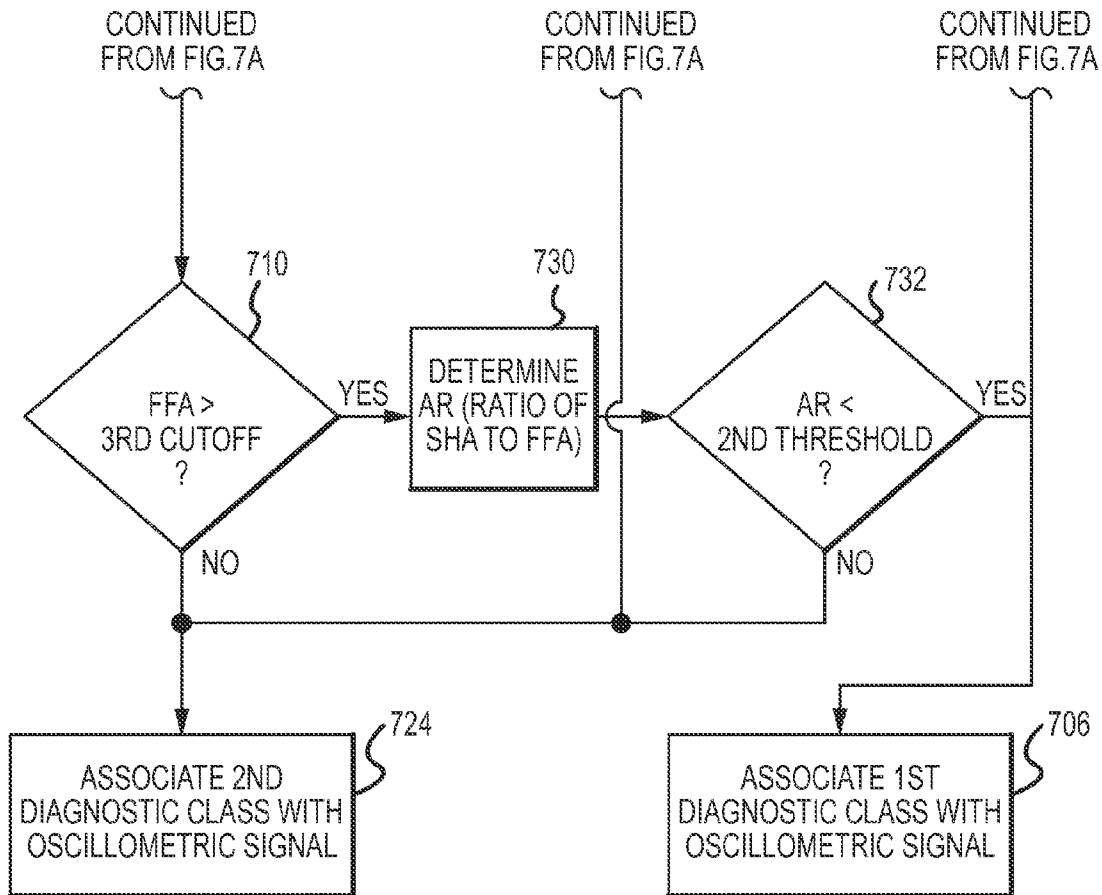 CONTINUED
FROM FIG.7A
CONTINUED
FROM FIG.7A
CONTINUED
FROM FIG.7A
710
FFA >
3RD CUTOFF
?
YES
NO
730
DETERMINE
AR (RATIO OF
SHA TO FFA)
732
AR <
2ND THRESHOLD
?
YES
NO
724
ASSOCIATE 2ND
DIAGNOSTIC CLASS WITH
OSCILLOMETRIC SIGNAL
706
ASSOCIATE 1ST
DIAGNOSTIC CLASS WITH
OSCILLOMETRIC SIGNAL